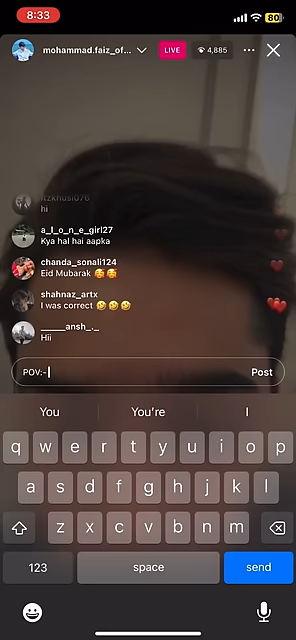 8:33
80
mohammad.faiz_of...
LIVE
4,885
itzkhusi076
hi
a_l_o_n_e_girl27
Kya hal hai aapka
chanda_sonali124
Eid Mubarak 🥰🥰
shahnaz_artx
I was correct 🤣🤣🤣
_____ansh_._
Hii
POV:-
Post
You
You're
I
q w e r t y u i o p
a s d f g h j k l
z x c v b n m
123
space
send